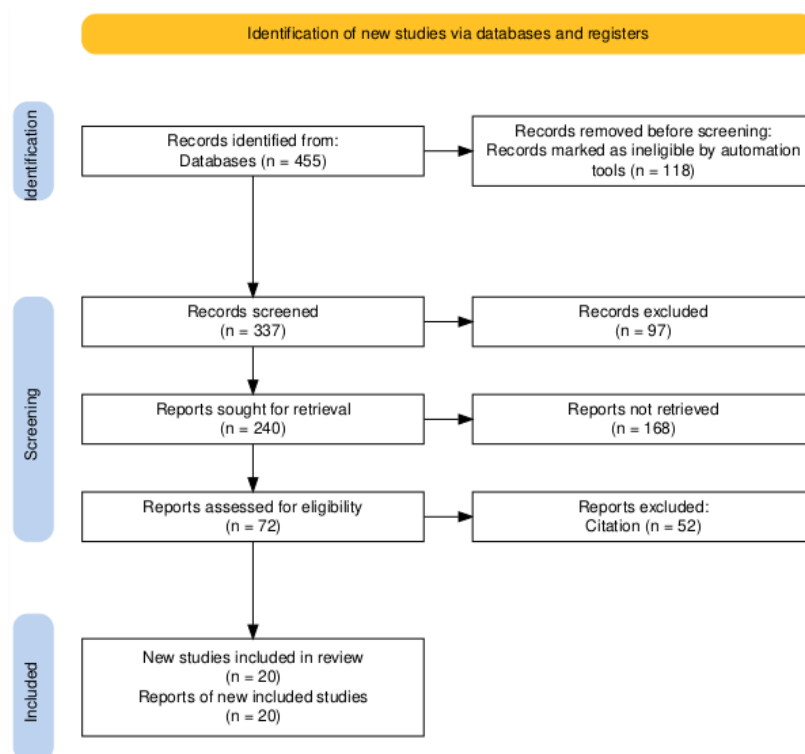 Identification of new studies via databases and registers
Identification
Records identified from:
Databases (n = 455)
Records removed before screening:
Records marked as ineligible by automation
tools (n = 118)
Screening
Records screened
(n = 337)
Records excluded
(n = 97)
Reports sought for retrieval
(n = 240)
Reports not retrieved
(n = 168)
Reports assessed for eligibility
(n = 72)
Reports excluded:
Citation (n = 52)
Included
New studies included in review
(n = 20)
Reports of new included studies
(n = 20)